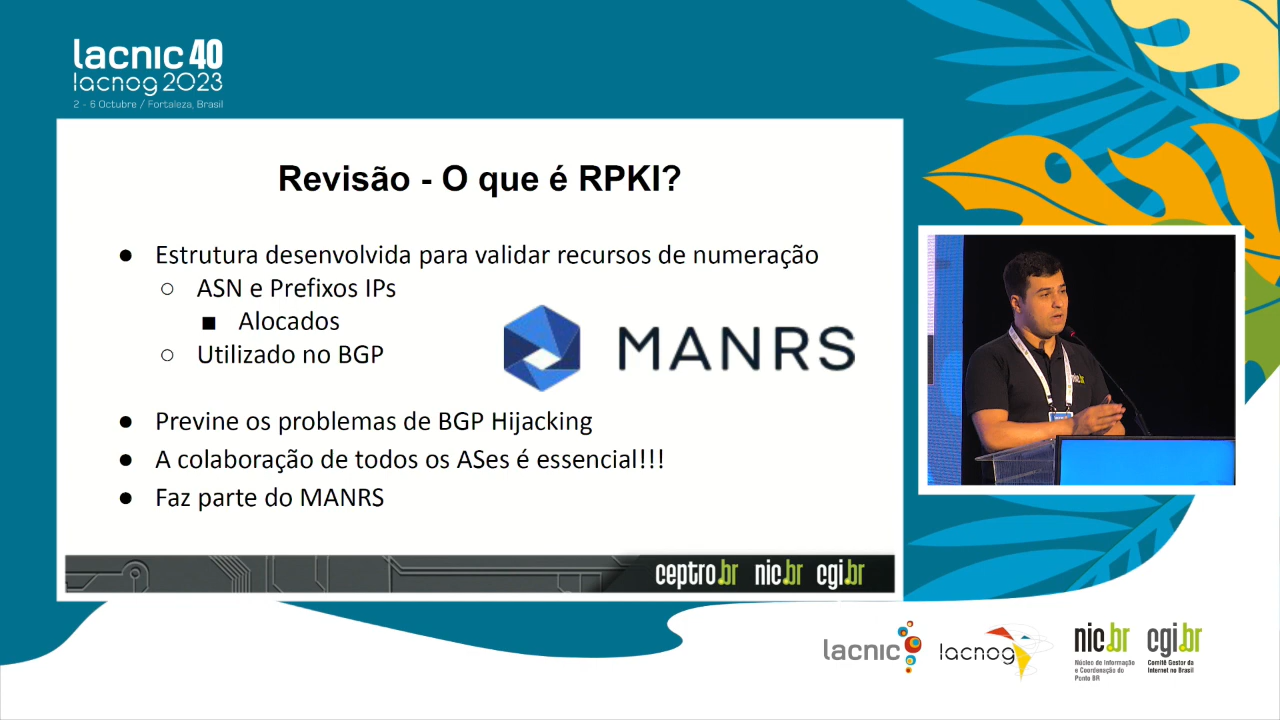 lacnic 40
lacnog 2023
2 - 6 Octubre / Fortaleza, Brasil
Revisão - O que é RPKI?
● Estrutura desenvolvida para validar recursos de numeração
○ ASN e Prefixos IPs
■ Alocados
○ Utilizado no BGP
MANRS
● Previne os problemas de BGP Hijacking
● A colaboração de todos os ASes é essencial!!!
● Faz parte do MANRS
ceptro.br nic.br cgi.br
nic.br
lacnic
lacnog
nic.br
Núcleo de Informação
e Coordenação do
Ponto BR
cgi.br
Comitê Gestor da
Internet no Brasil